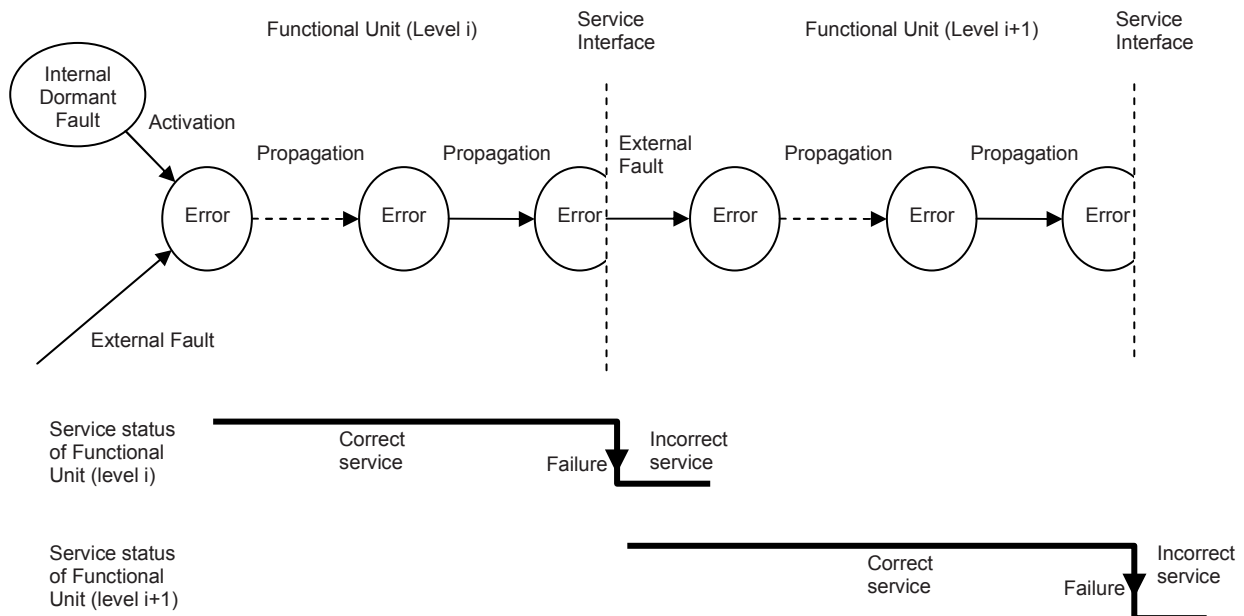 Functional Unit (Level i)
Service
Interface
Functional Unit (Level i+1)
Service
Interface
Internal
Dormant
Fault
Activation
Propagation
Propagation
External
Fault
Propagation
Propagation
Error
Error
Error
Error
Error
Error
External Fault
Service status
of Functional
Unit (level i)
Correct
service
Failure
Incorrect
service
Service status
of Functional
Unit (level i+1)
Correct
service
Failure
Incorrect
service